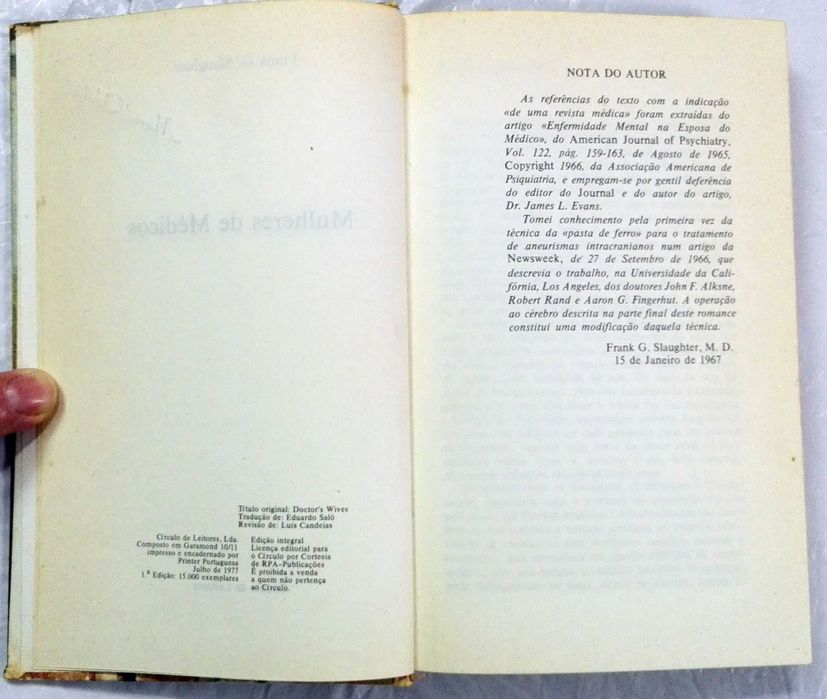 Título original: Doctor's Wives
Tradução de: Eduardo Saló
Revisão de: Luís Candeias
Círculo de Leitores, Lda.
Composto em Garamond 10/11
impresso e encadernado por
Printer Portuguesa
Julho de 1977
1.ª Edição: 15.000 exemplares
Edição integral
Licença editorial para
o Círculo por Cortesia
de RPA-Publicações
É proibida a venda
a quem não pertença
ao Círculo.
NOTA DO AUTOR
As referências do texto com a indicação
«de uma revista médica» foram extraídas do
artigo «Enfermidade Mental na Esposa do
Médico», do American Journal of Psychiatry,
Vol. 122, pág. 159-163, de Agosto de 1965,
Copyright 1966, da Associação Americana de
Psiquiatria, e empregam-se por gentil deferência
do editor do Journal e do autor do artigo,
Dr. James L. Evans.
Tomei conhecimento pela primeira vez da
técnica da «pasta de ferro» para o tratamento
de aneurismas intracranianos num artigo da
Newsweek, de 27 de Setembro de 1966, que
descrevia o trabalho, na Universidade da Cali-
fórnia, Los Angeles, dos doutores John F. Alksne,
Robert Rand e Aaron G. Fingerhut. A operação
ao cérebro descrita na parte final deste romance
constitui uma modificação daquela técnica.
Frank G. Slaughter, M. D.
15 de Janeiro de 1967
Frank G. Slaughter
Mulheres de Médicos